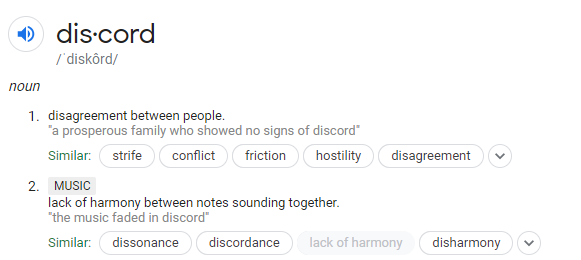 dis·cord
/ˈdiskôrd/
noun
1. disagreement between people.
"a prosperous family who showed no signs of discord"
Similar: strife conflict friction hostility disagreement
2. MUSIC
lack of harmony between notes sounding together.
"the music faded in discord"
Similar: dissonance discordance lack of harmony disharmony